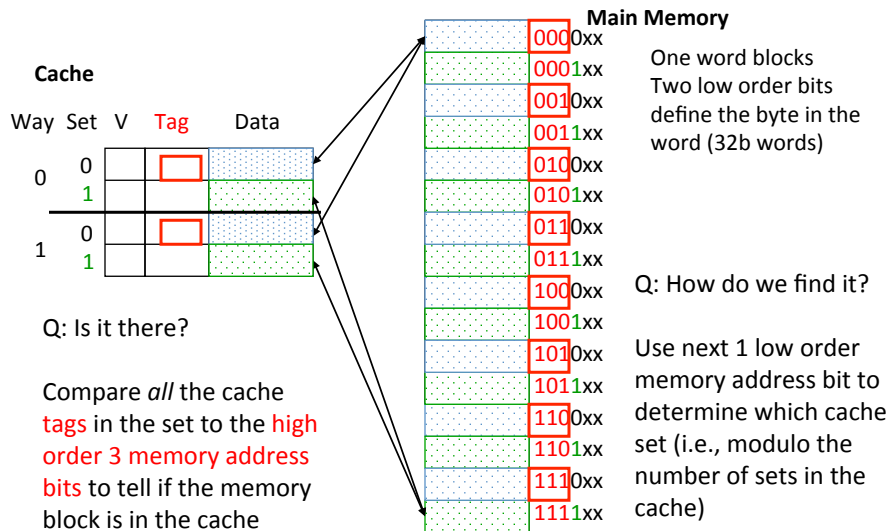 Main Memory
Cache
Way Set V Tag Data
0
0
1
1
0
1
0000xx
0001xx
0010xx
0011xx
0100xx
0101xx
0110xx
0111xx
1000xx
1001xx
1010xx
1011xx
1100xx
1101xx
1110xx
1111xx
One word blocks
Two low order bits
define the byte in the
word (32b words)
Q: Is it there?
Compare all the cache
tags in the set to the high
order 3 memory address
bits to tell if the memory
block is in the cache
Q: How do we find it?
Use next 1 low order
memory address bit to
determine which cache
set (i.e., modulo the
number of sets in the
cache)